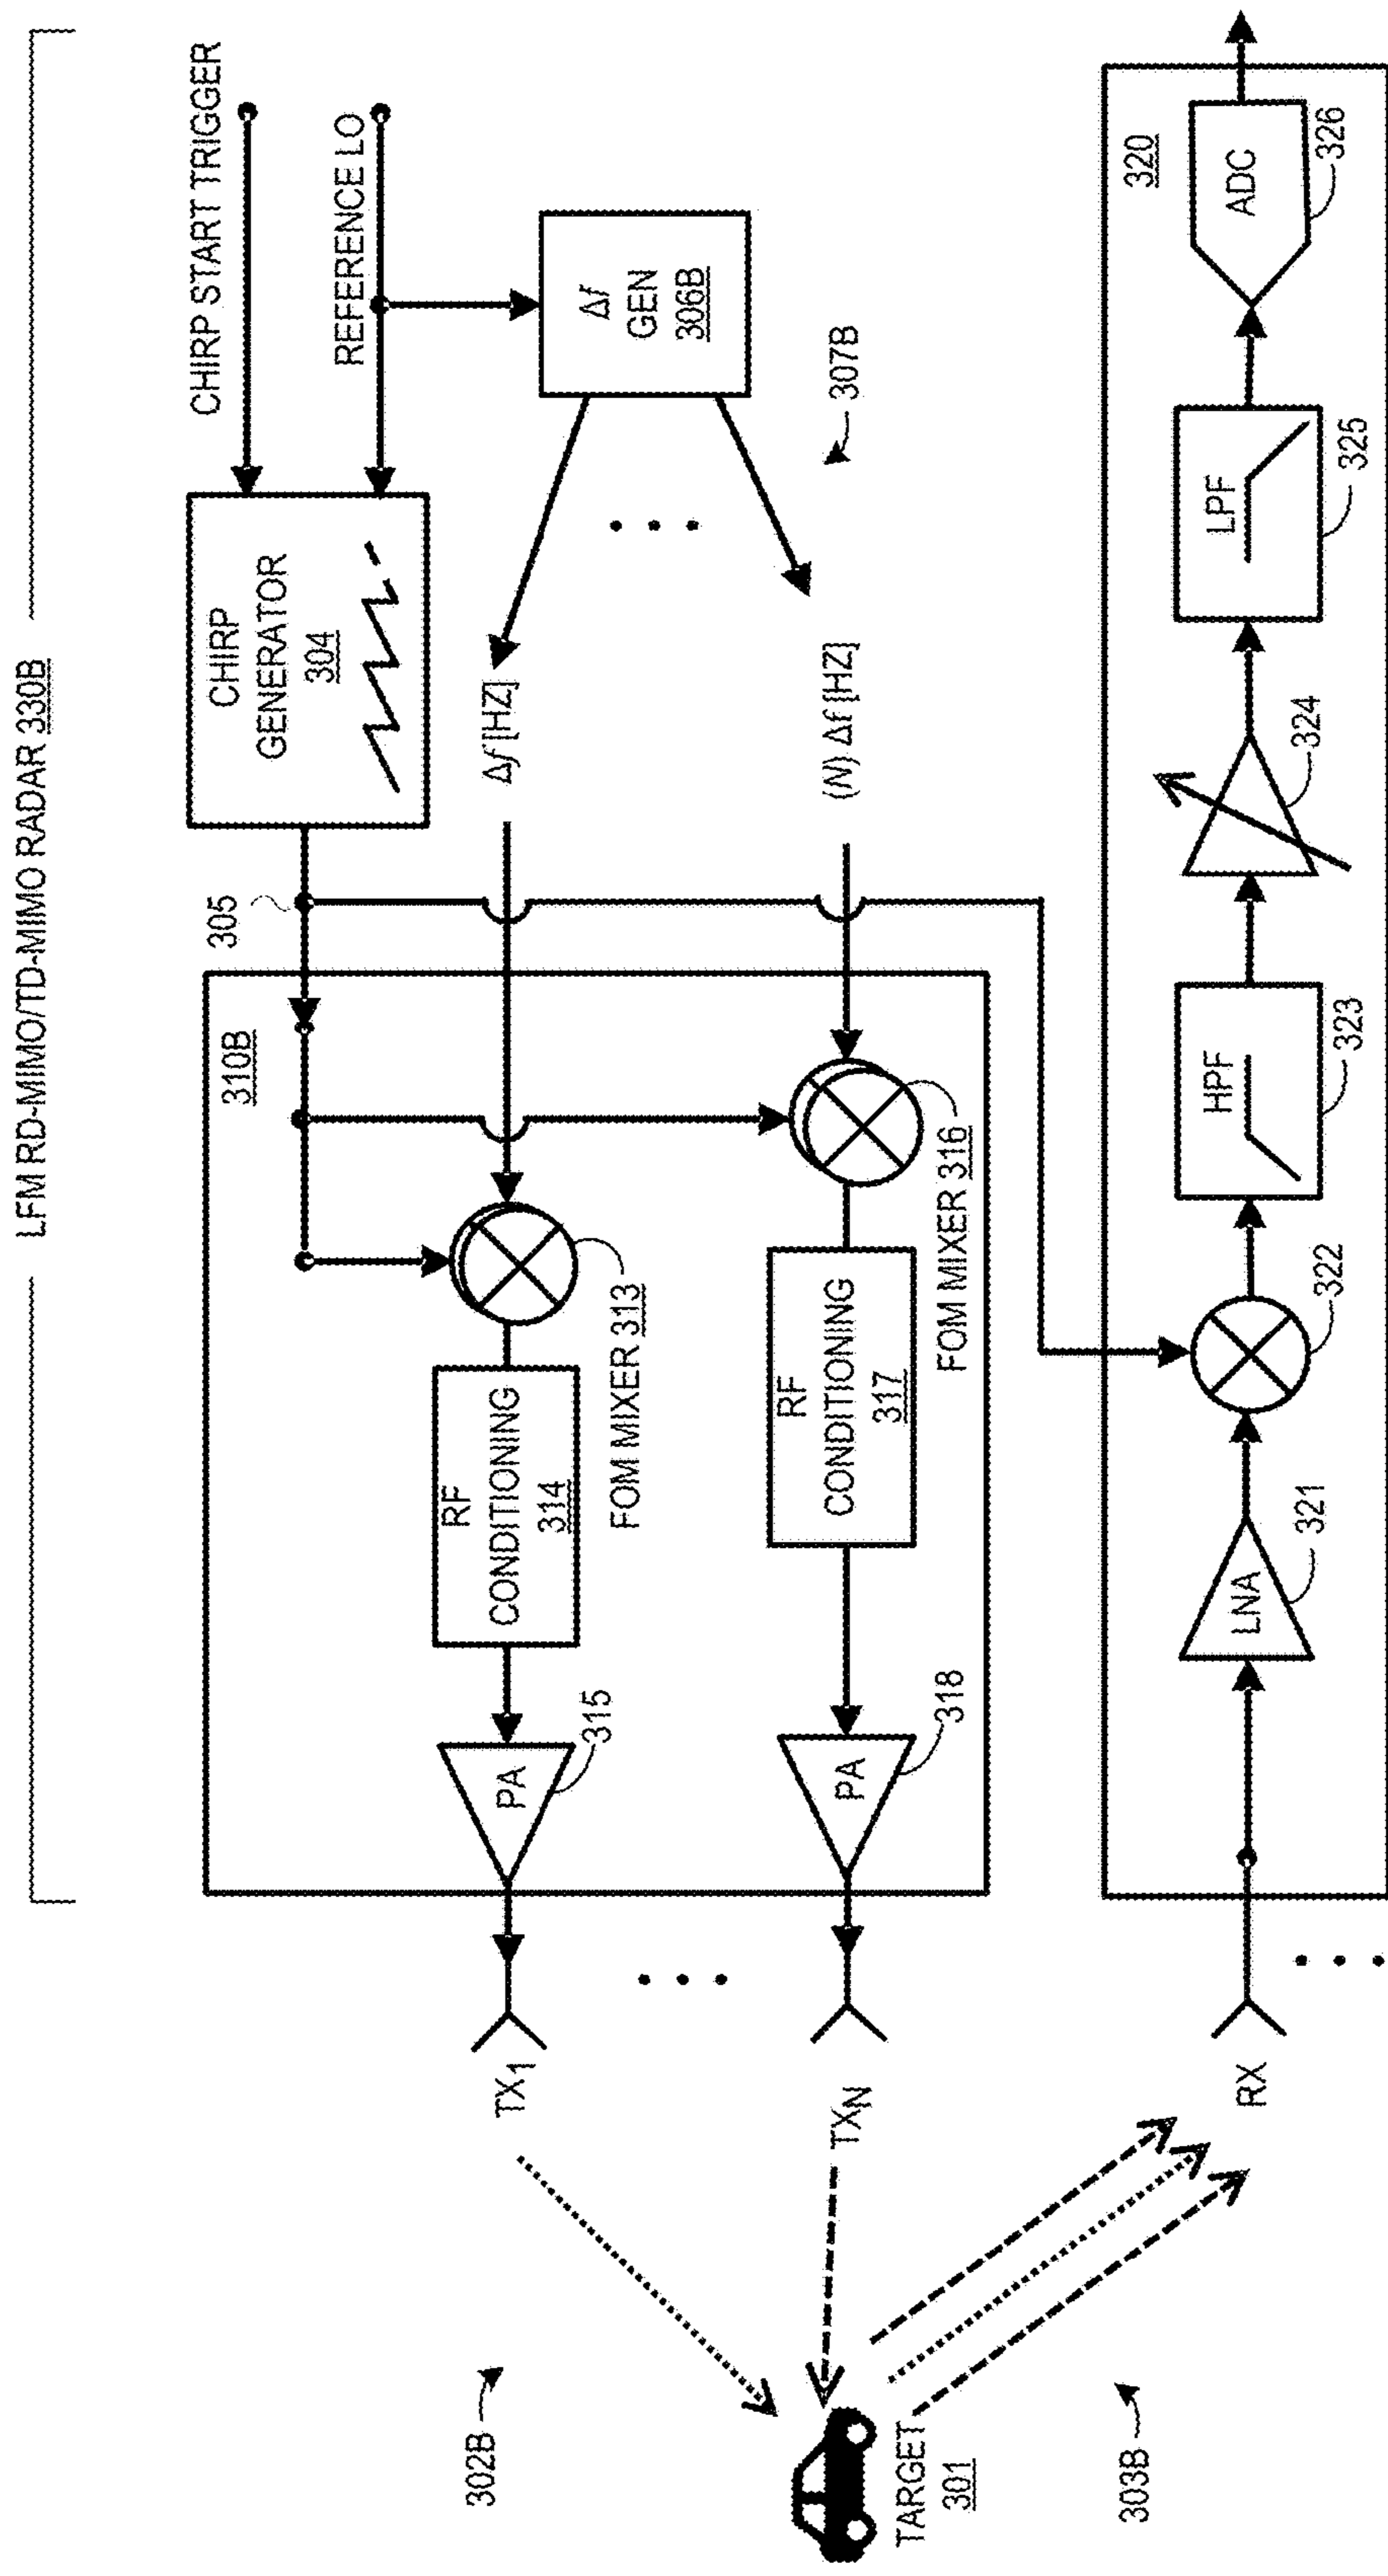 LFM RD-MIMO/TD-MIMO RADAR 330B
CHIRP START TRIGGER
REFERENCE LO
CHIRP
GENERATOR
304
305
Δf
GEN
306B
307B
Δf [HZ]
(N) Δf [HZ]
310B
FOM MIXER 313
RF
CONDITIONING
314
PA
315
FOM MIXER 316
RF
CONDITIONING
317
PA
318
TX1
TXN
302B
TARGET
301
303B
RX
320
LNA
321
322
HPF
323
324
LPF
325
ADC
326